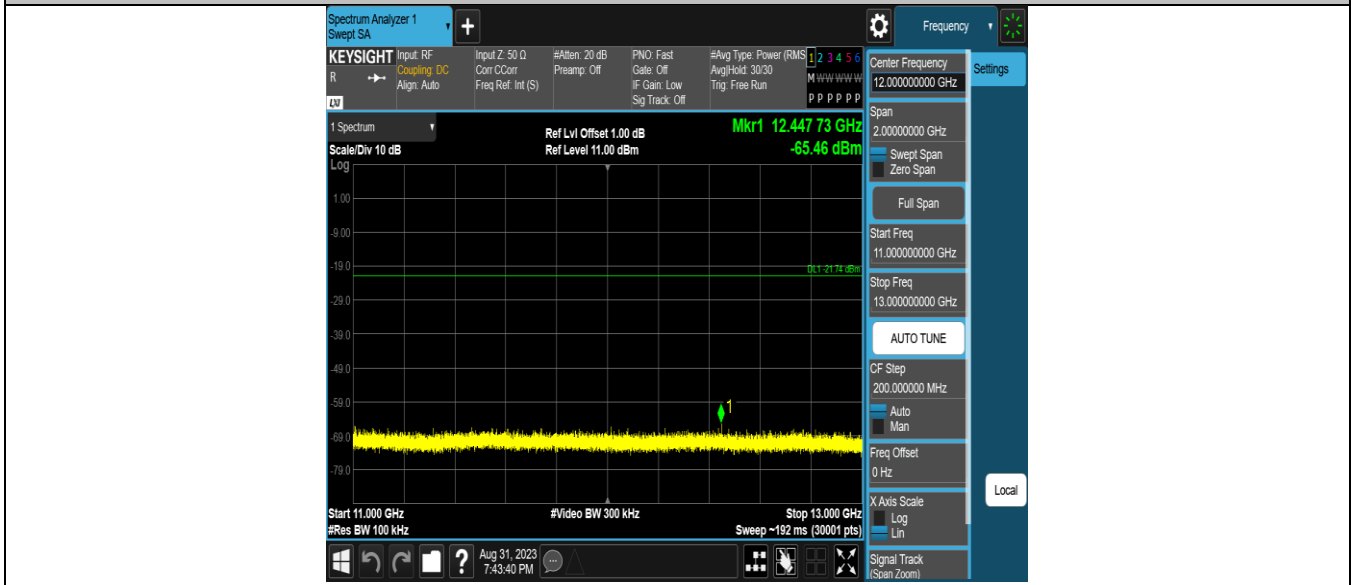 Spectrum Analyzer 1
Swept SA
+
Frequency
KEYSIGHT
R
LXI
Input: RF
Coupling: DC
Align: Auto
Input Z: 50 Ω
Corr CCorr
Freq Ref: Int (S)
#Atten: 20 dB
Preamp: Off
PNO: Fast
Gate: Off
IF Gain: Low
Sig Track: Off
#Avg Type: Power (RMS
Avg|Hold: 30/30
Trig: Free Run
1 2 3 4 5 6
M W W W W W
P P P P P P
1 Spectrum
Scale/Div 10 dB
Ref Lvl Offset 1.00 dB
Ref Level 11.00 dBm
Mkr1 12.447 73 GHz
-65.46 dBm
Log
1.00
-9.00
-19.0
DL1 -21.74 dBm
-29.0
-39.0
-49.0
-59.0
1
-69.0
-79.0
Start 11.000 GHz
#Video BW 300 kHz
Stop 13.000 GHz
#Res BW 100 kHz
Sweep ~192 ms (30001 pts)
Center Frequency
12.000000000 GHz
Span
2.00000000 GHz
Swept Span
Zero Span
Full Span
Start Freq
11.000000000 GHz
Stop Freq
13.000000000 GHz
AUTO TUNE
CF Step
200.000000 MHz
Auto
Man
Freq Offset
0 Hz
X Axis Scale
Log
Lin
Signal Track
(Span Zoom)
Settings
Local
?
Aug 31, 2023
7:43:40 PM